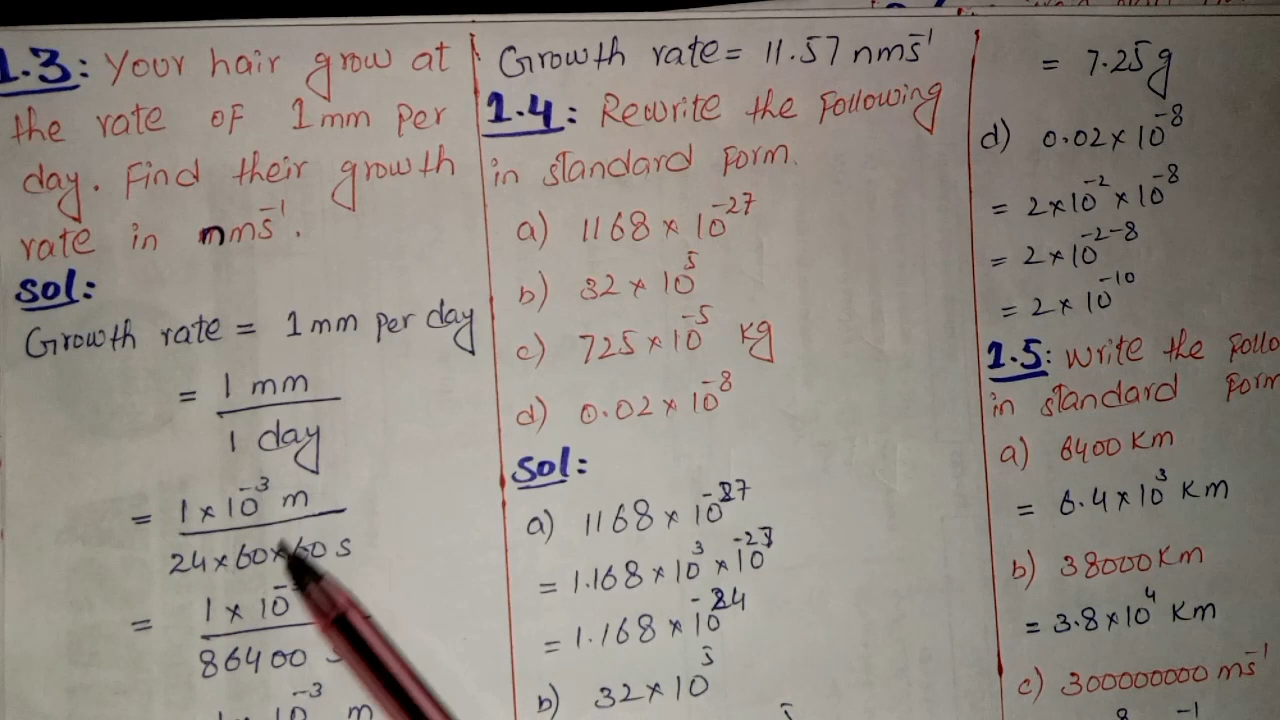 1.3: Your hair grow at
the rate of 1mm per
day. Find their growth
rate in nms⁻¹.
Sol:
Growth rate = 1mm per day
= 1 mm
1 day
= 1 × 10⁻³ m
24×60×60 s
= 1 × 10
86400
10⁻³ m
Growth rate = 11.57 nms⁻¹
1.4: Rewrite the following
in standard form.
a) 1168 × 10⁻²⁷
b) 32 × 10⁵
c) 725 × 10⁻⁵ kg
d) 0.02 × 10⁻⁸
Sol:
a) 1168 × 10⁻²⁷
= 1.168 × 10³ × 10⁻²⁷
= 1.168 × 10⁻²⁴
b) 32 × 10⁵
= 7.25g
d) 0.02 × 10⁻⁸
= 2×10⁻² × 10⁻⁸
= 2 × 10⁻²⁻⁸
= 2 × 10⁻¹⁰
1.5: Write the follo
in standard form
a) 6400 Km
= 6.4 × 10³ Km
b) 38000 Km
= 3.8 × 10⁴ Km
c) 300000000 ms⁻¹